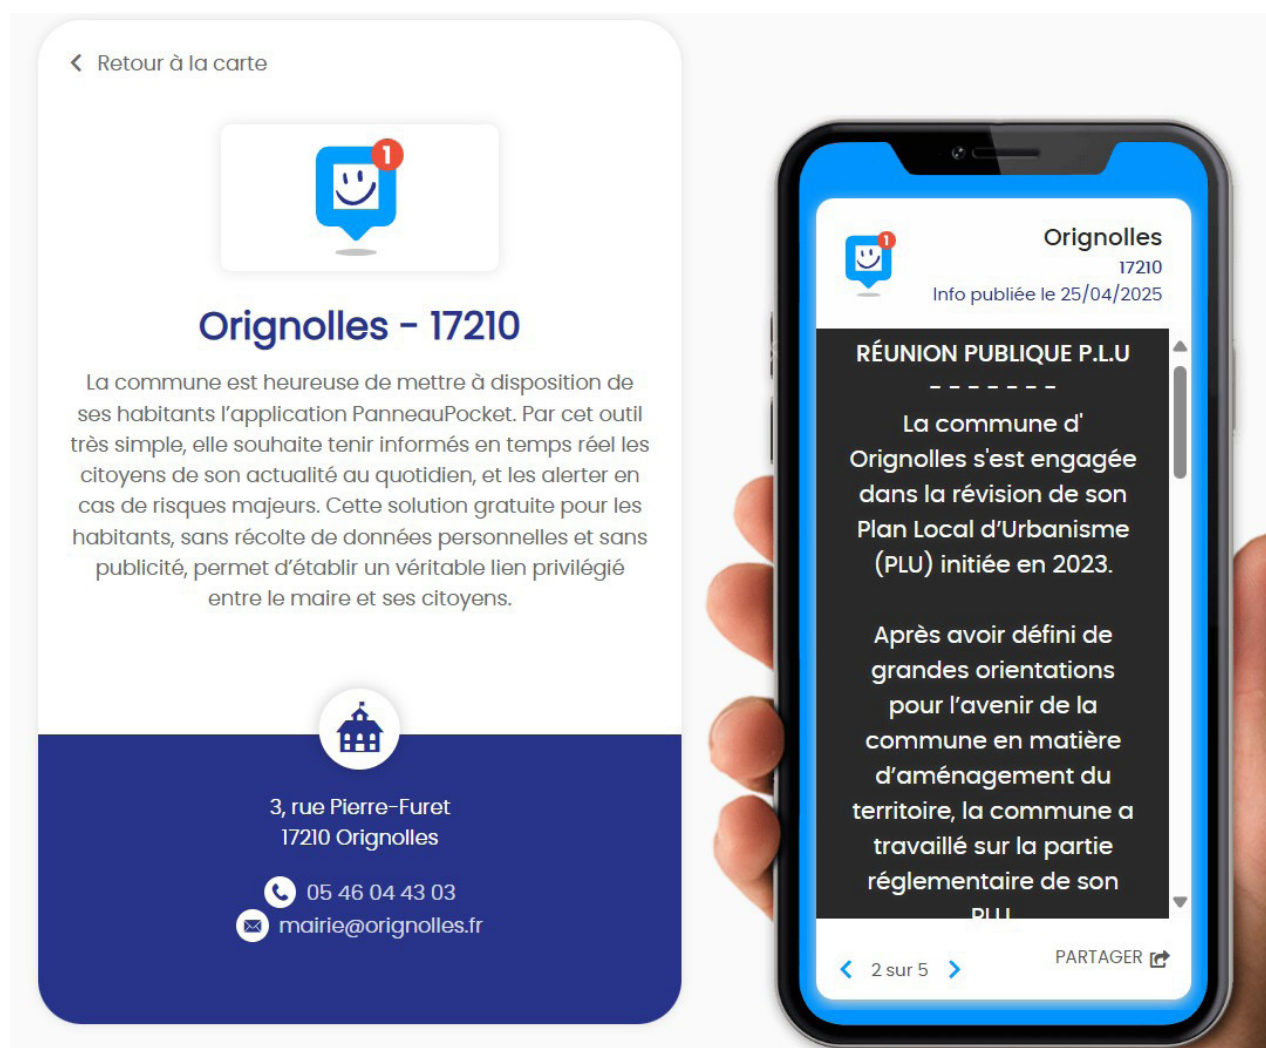 Retour à la carte
1
Orignolles - 17210
La commune est heureuse de mettre à disposition de
ses habitants l’application PanneauPocket. Par cet outil
très simple, elle souhaite tenir informés en temps réel les
citoyens de son actualité au quotidien, et les alerter en
cas de risques majeurs. Cette solution gratuite pour les
habitants, sans récolte de données personnelles et sans
publicité, permet d’établir un véritable lien privilégié
entre le maire et ses citoyens.
3, rue Pierre-Furet
17210 Orignolles
05 46 04 43 03
mairie@orignolles.fr
1
Orignolles
17210
Info publiée le 25/04/2025
RÉUNION PUBLIQUE P.L.U
- - - - - - -
La commune d'
Orignolles s'est engagée
dans la révision de son
Plan Local d’Urbanisme
(PLU) initiée en 2023.
Après avoir défini de
grandes orientations
pour l’avenir de la
commune en matière
d’aménagement du
territoire, la commune a
travaillé sur la partie
réglementaire de son
PLU
2 sur 5
PARTAGER